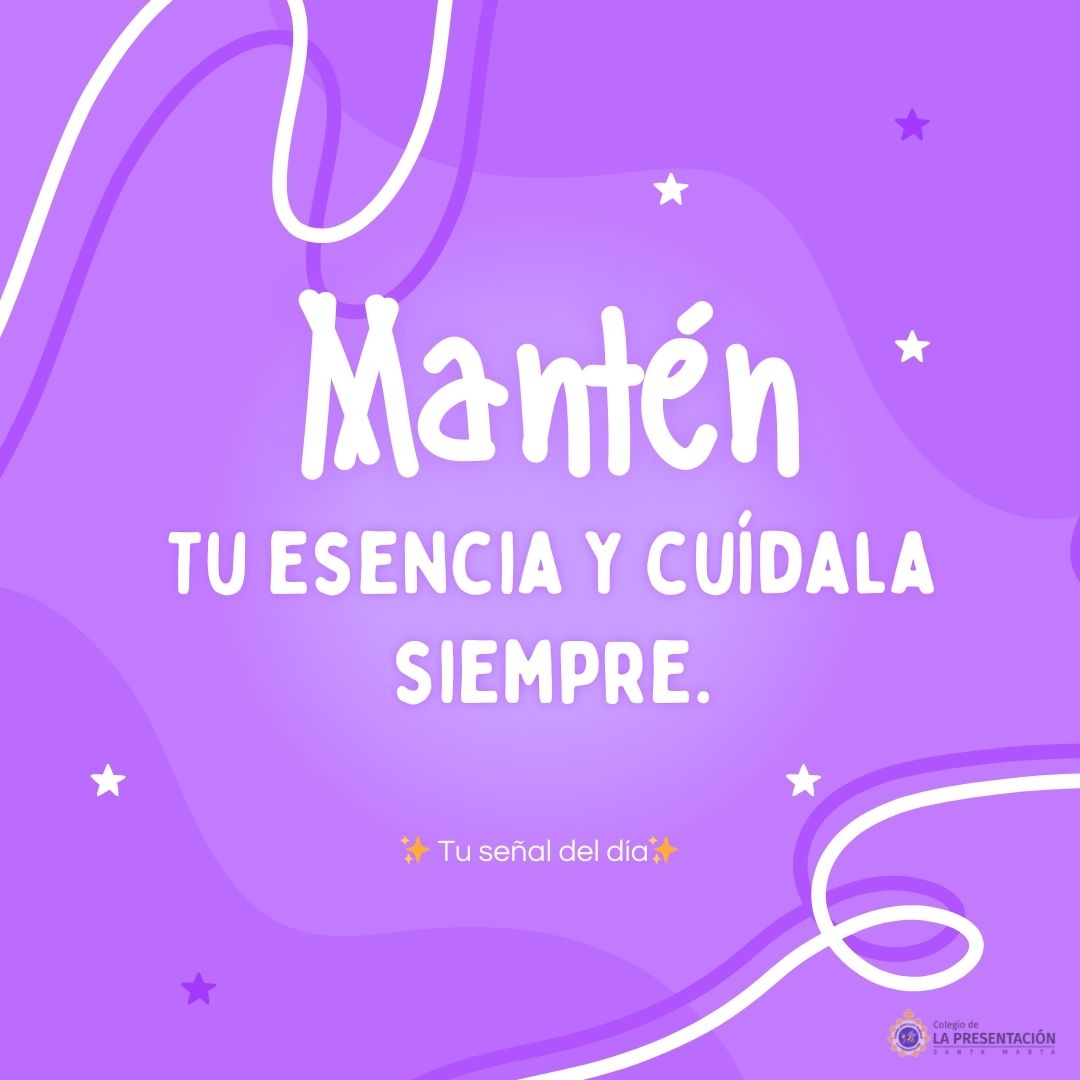 Mantén
TU ESENCIA Y CUÍDALA
SIEMPRE.
✨ Tu señal del día✨
Colegio de
LA PRESENTACIÓN
SANTA MARTA